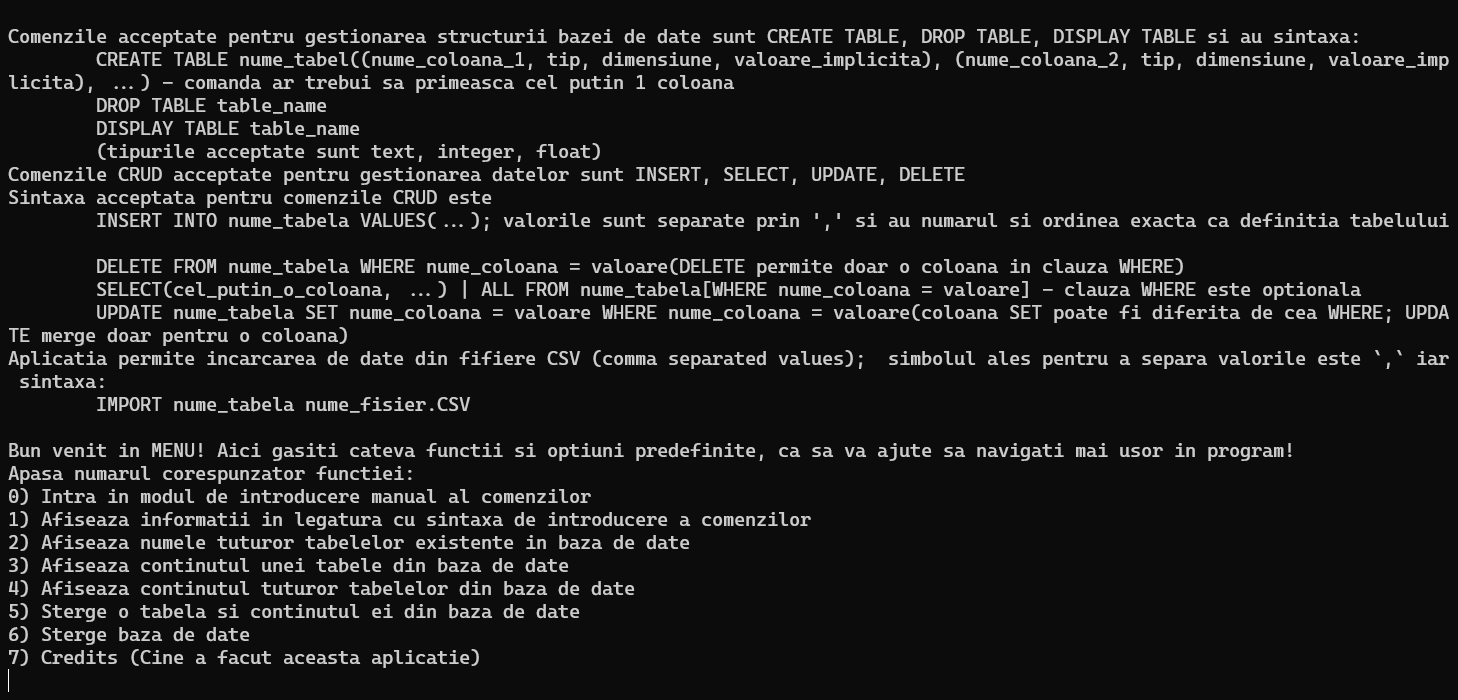 Comenzile acceptate pentru gestionarea structurii bazei de date sunt CREATE TABLE, DROP TABLE, DISPLAY TABLE si au sintaxa:
CREATE TABLE nume_tabel((nume_coloana_1, tip, dimensiune, valoare_implicita), (nume_coloana_2, tip, dimensiune, valoare_imp
licita), ...) - comanda ar trebui sa primeasca cel putin 1 coloana
DROP TABLE table_name
DISPLAY TABLE table_name
(tipurile acceptate sunt text, integer, float)
Comenzile CRUD acceptate pentru gestionarea datelor sunt INSERT, SELECT, UPDATE, DELETE
Sintaxa acceptata pentru comenzile CRUD este
INSERT INTO nume_tabela VALUES(...); valorile sunt separate prin ',' si au numarul si ordinea exacta ca definitia tabelului
DELETE FROM nume_tabela WHERE nume_coloana = valoare(DELETE permite doar o coloana in clauza WHERE)
SELECT(cel_putin_o_coloana, ...) | ALL FROM nume_tabela[WHERE nume_coloana = valoare] - clauza WHERE este optionala
UPDATE nume_tabela SET nume_coloana = valoare WHERE nume_coloana = valoare(coloana SET poate fi diferita de cea WHERE; UPDA
TE merge doar pentru o coloana)
Aplicatia permite incarcarea de date din fifiere CSV (comma separated values);  simbolul ales pentru a separa valorile este `,` iar
sintaxa:
IMPORT nume_tabela nume_fisier.CSV
Bun venit in MENU! Aici gasiti cateva functii si optiuni predefinite, ca sa va ajute sa navigati mai usor in program!
Apasa numarul corespunzator functiei:
0) Intra in modul de introducere manual al comenzilor
1) Afiseaza informatii in legatura cu sintaxa de introducere a comenzilor
2) Afiseaza numele tuturor tabelelor existente in baza de date
3) Afiseaza continutul unei tabele din baza de date
4) Afiseaza continutul tuturor tabelelor din baza de date
5) Sterge o tabela si continutul ei din baza de date
6) Sterge baza de date
7) Credits (Cine a facut aceasta aplicatie)